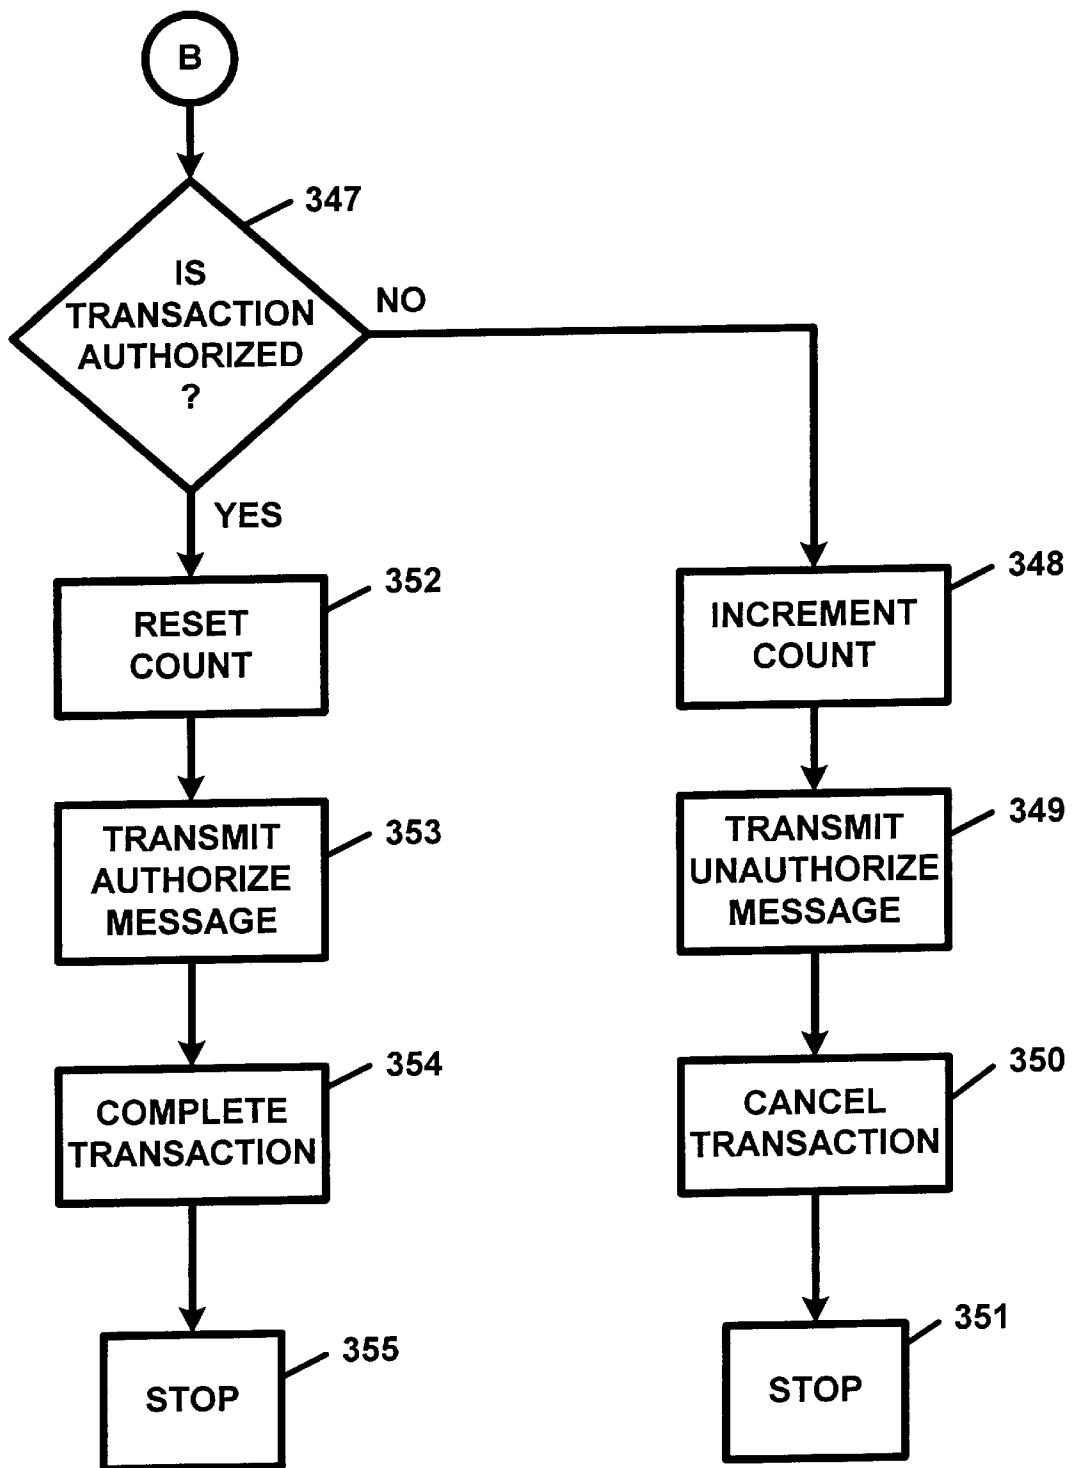 B
347
IS
TRANSACTION
AUTHORIZED
?
NO
YES
352
RESET
COUNT
348
INCREMENT
COUNT
353
TRANSMIT
AUTHORIZE
MESSAGE
349
TRANSMIT
UNAUTHORIZE
MESSAGE
354
COMPLETE
TRANSACTION
350
CANCEL
TRANSACTION
355
STOP
351
STOP